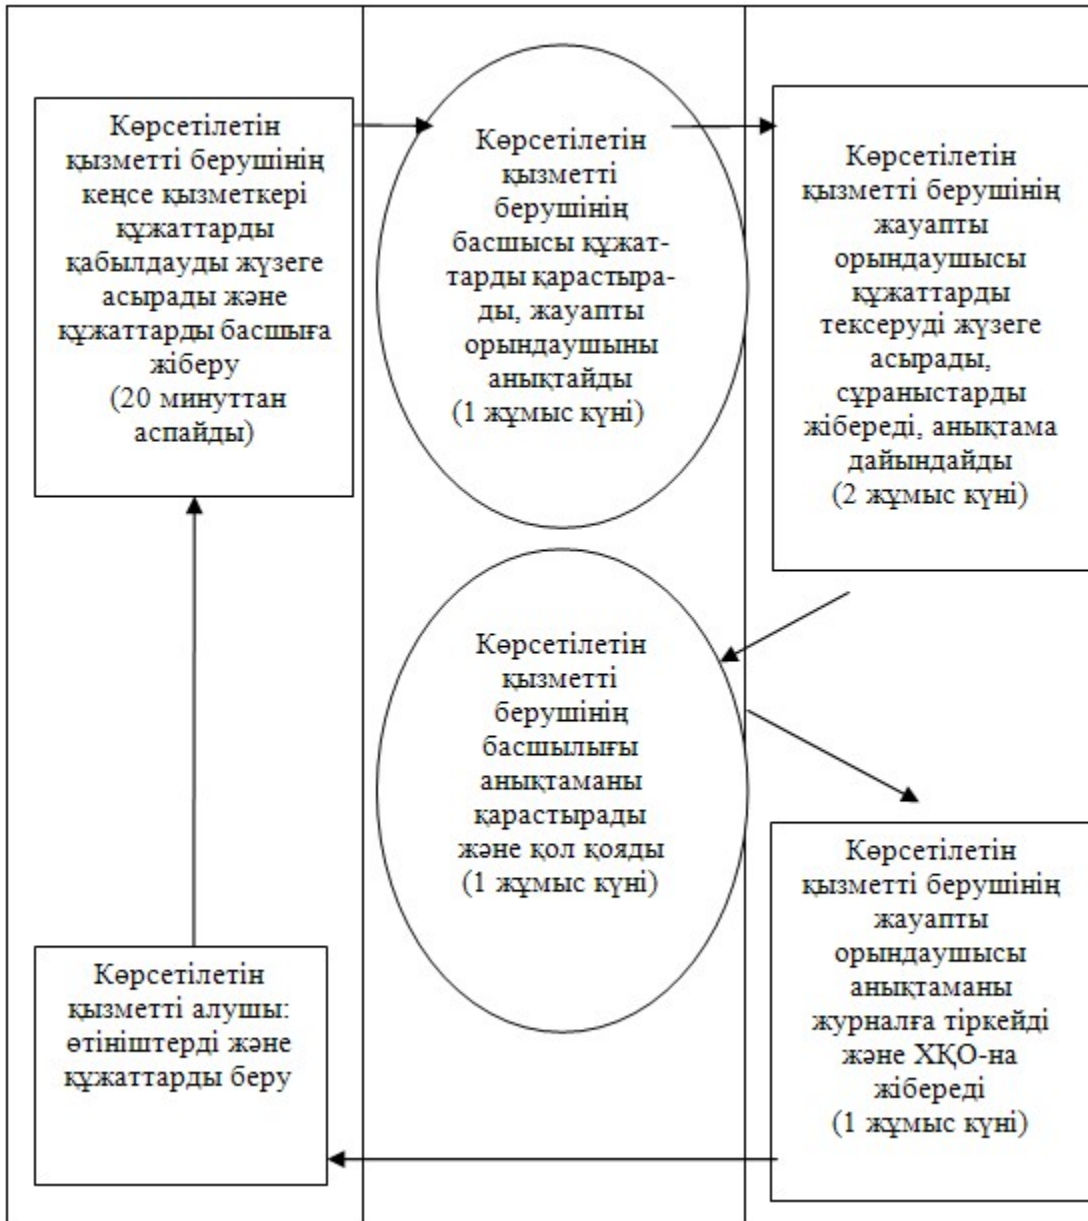 Көрсетілетін
қызметті берушінің
кеңсе қызметкері
құжаттарды
қабылдауды жүзеге
асырады және
құжаттарды басшыға
жіберу
(20 минуттан
аспайды)
Көрсетілетін
қызметті
берушінің
басшысы құжат-
тарды қарастыра-
ды, жауапты
орындаушыны
анықтайды
(1 жұмыс күні)
Көрсетілетін
қызметті берушінің
жауапты
орындаушысы
құжаттарды
тексеруді жүзеге
асырады,
сұраныстарды
жібереді, анықтама
дайындайды
(2 жұмыс күні)
Көрсетілетін
қызметті
берушінің
басшылығы
анықтаманы
қарастырады
және қол қояды
(1 жұмыс күні)
Көрсетілетін
қызметті берушінің
жауапты
орындаушысы
анықтаманы
журналға тіркейді
және ХҚО-на
жібереді
(1 жұмыс күні)
Көрсетілетін
қызметті алушы:
өтініштерді және
құжаттарды беру